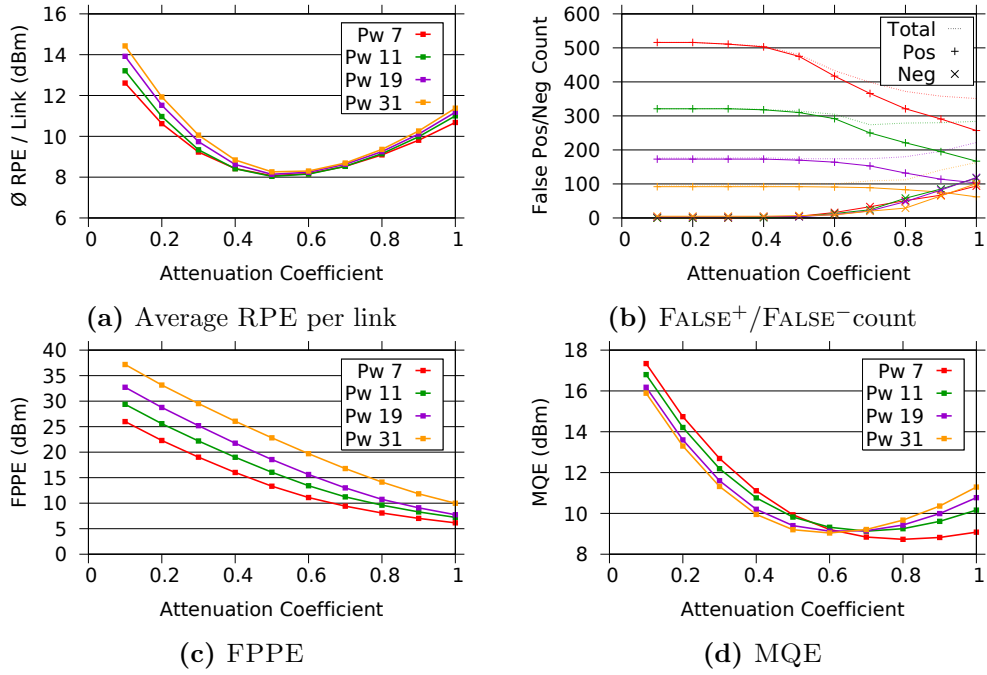 16
14
12
10
8
6
0 0.2 0.4 0.6 0.8 1
Ø RPE / Link (dBm)
Attenuation Coefficient
Pw 7
Pw 11
Pw 19
Pw 31
(a) Average RPE per link
600
500
400
300
200
100
0
0 0.2 0.4 0.6 0.8 1
False Pos/Neg Count
Attenuation Coefficient
Total
Pos
Neg
(b) FALSE⁺/FALSE⁻count
40
35
30
25
20
15
10
5
0
0 0.2 0.4 0.6 0.8 1
FPPE (dBm)
Attenuation Coefficient
Pw 7
Pw 11
Pw 19
Pw 31
(c) FPPE
18
16
14
12
10
8
0 0.2 0.4 0.6 0.8 1
MQE (dBm)
Attenuation Coefficient
Pw 7
Pw 11
Pw 19
Pw 31
(d) MQE